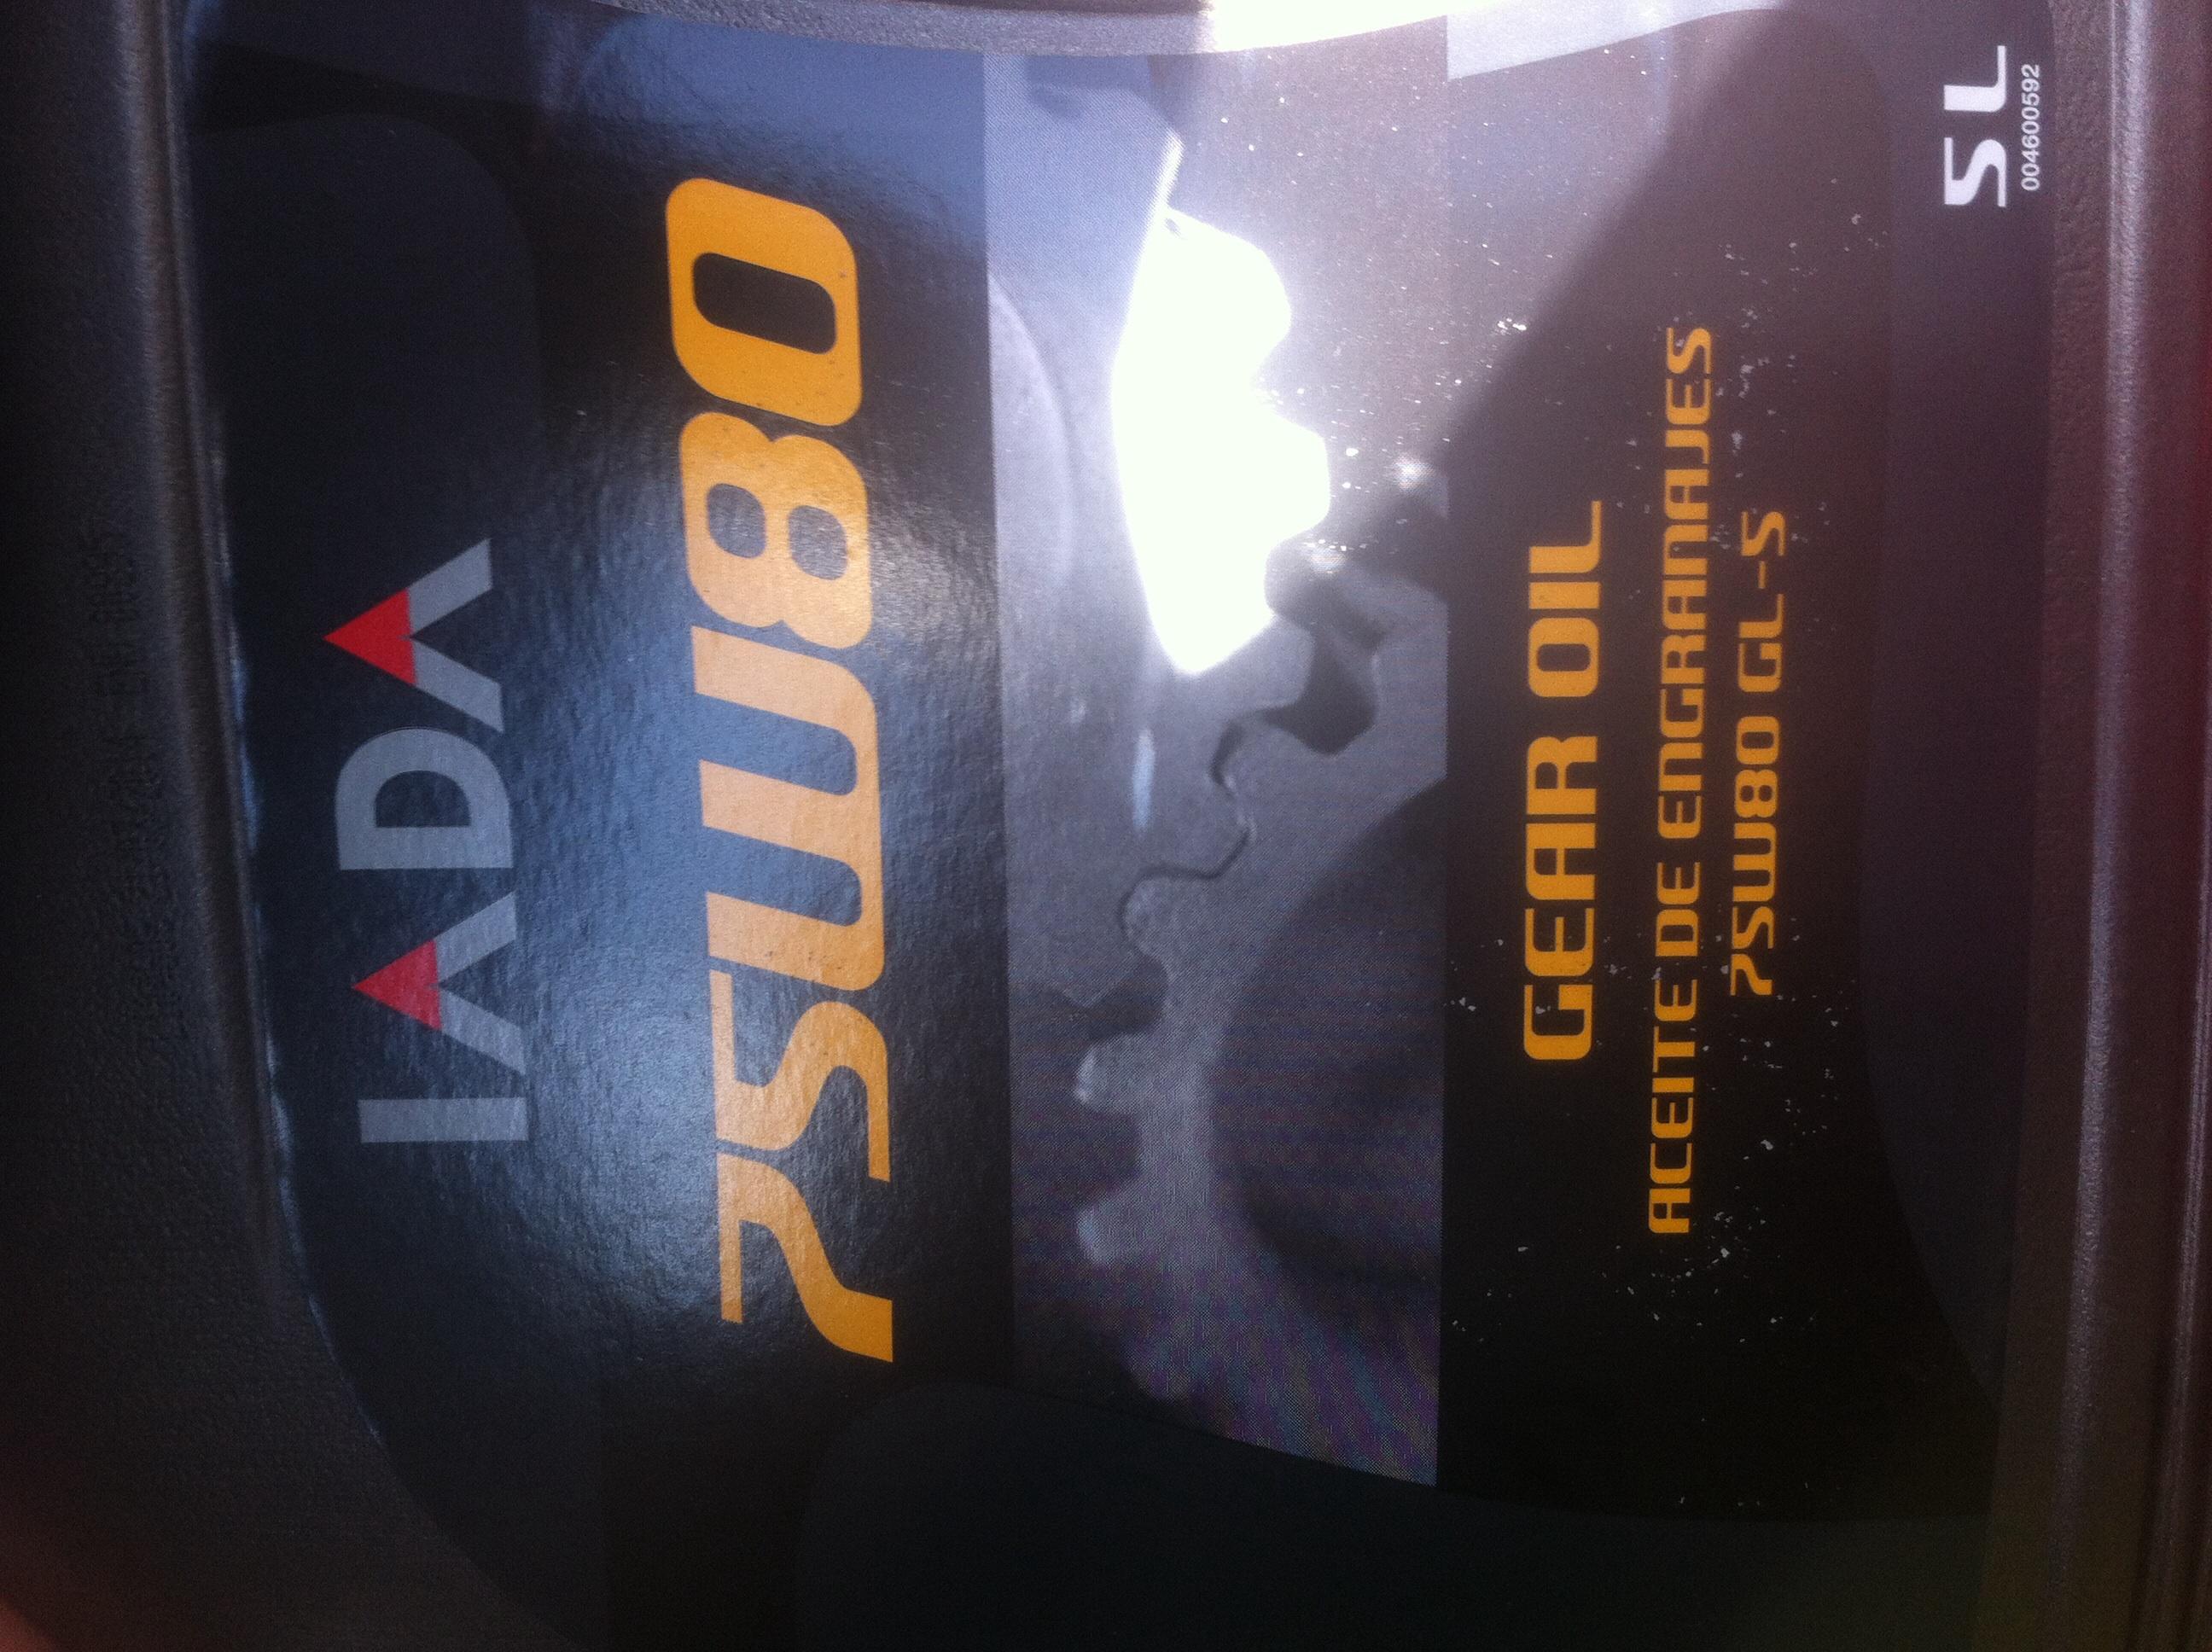 IADA
75W80
GEAR OIL
ACEITE DE ENGRANAJES
75W80 GL-5
5L
004600592